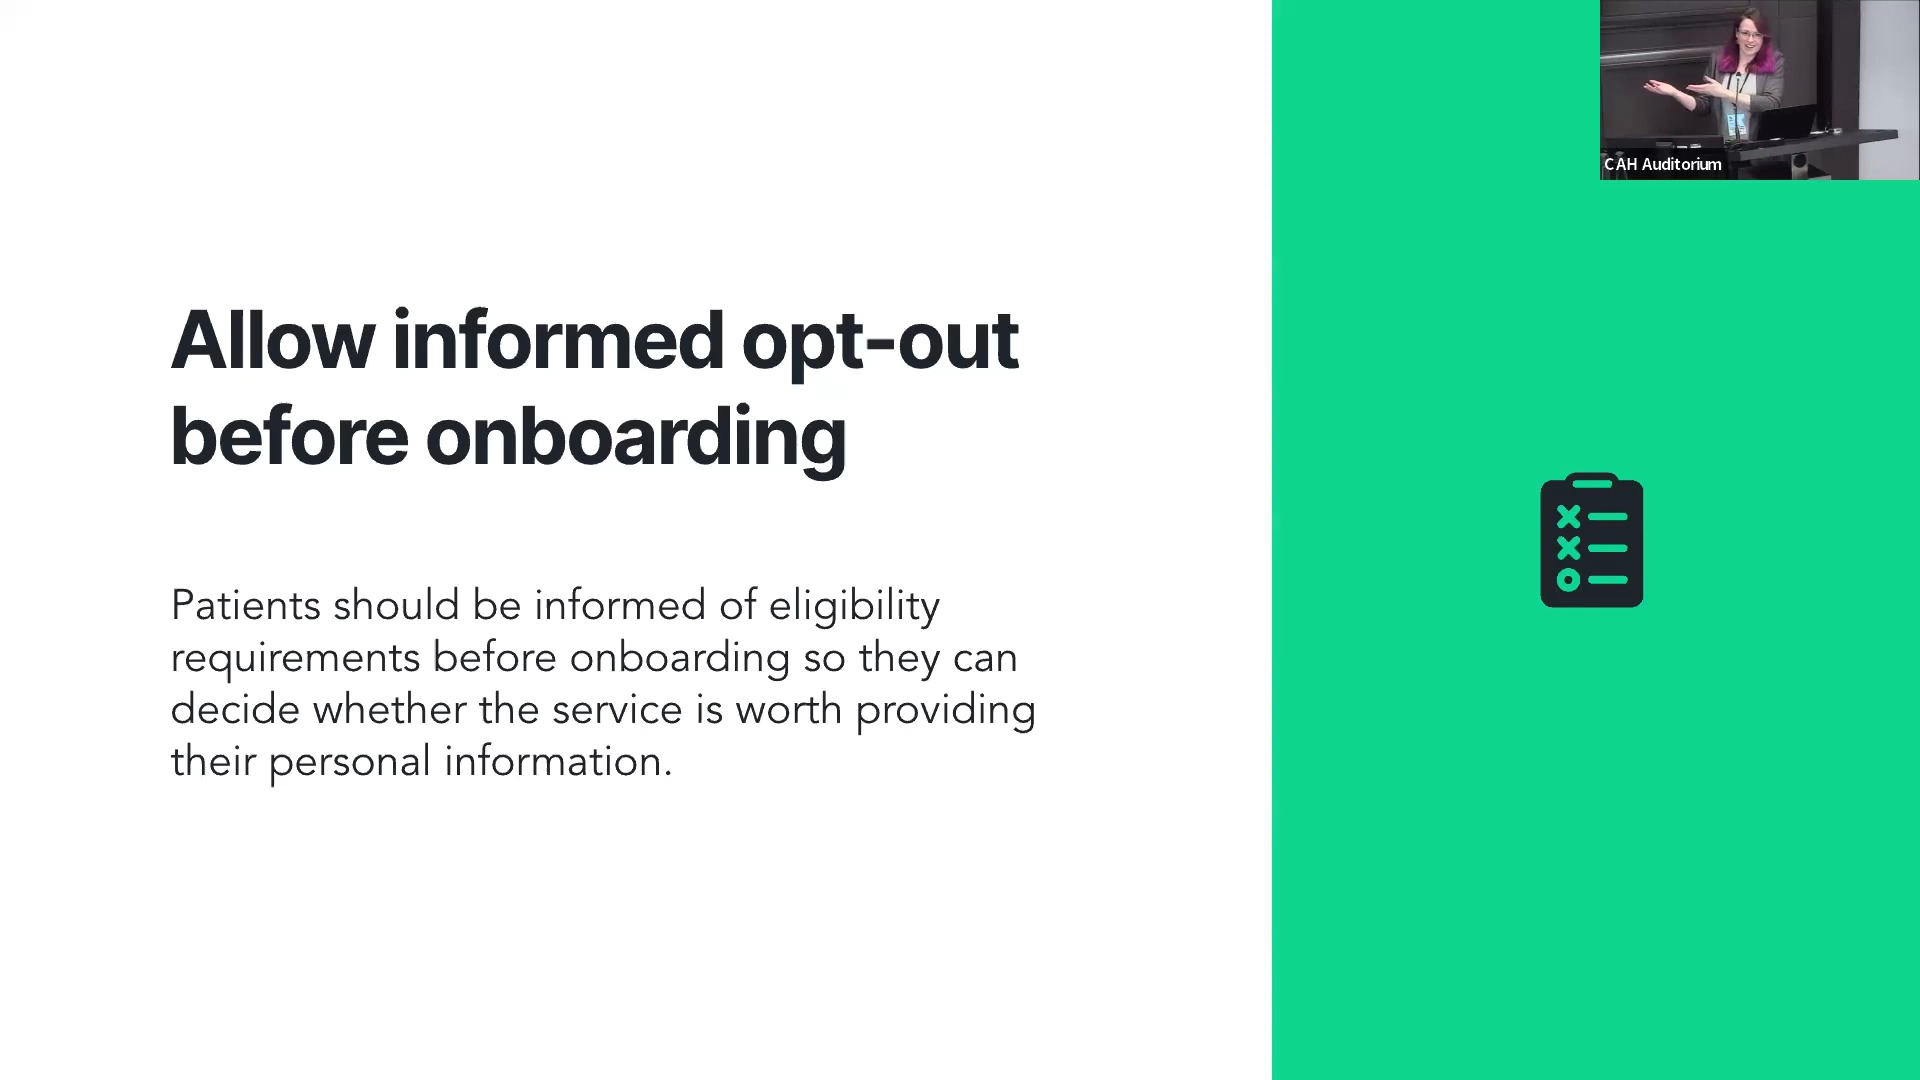 CAH Auditorium
Allow informed opt-out
before onboarding
Patients should be informed of eligibility
requirements before onboarding so they can
decide whether the service is worth providing
their personal information.